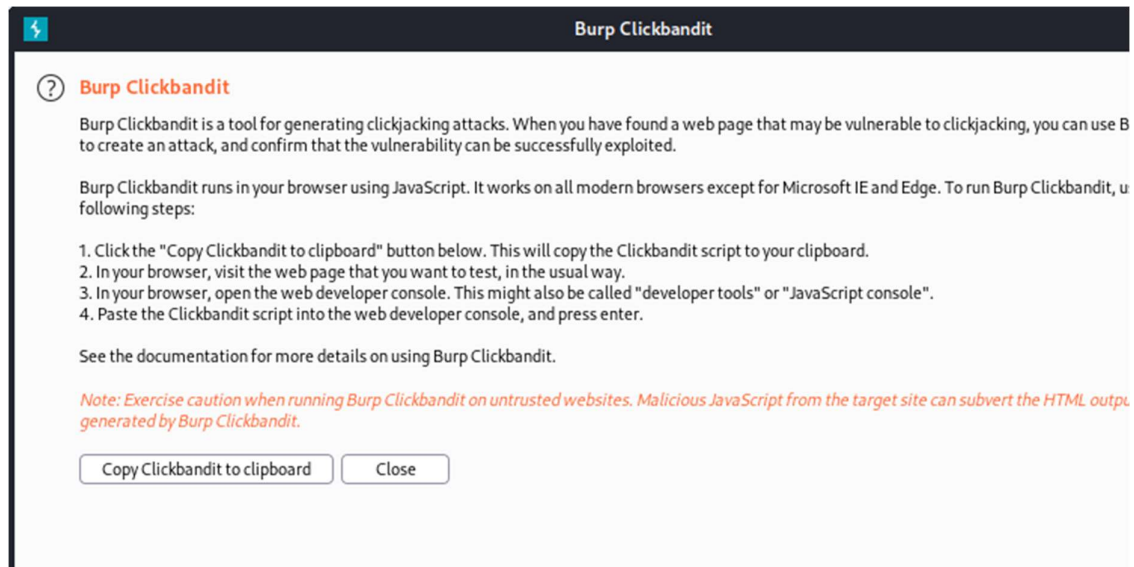 Burp Clickbandit
Burp Clickbandit
Burp Clickbandit is a tool for generating clickjacking attacks. When you have found a web page that may be vulnerable to clickjacking, you can use
to create an attack, and confirm that the vulnerability can be successfully exploited.
Burp Clickbandit runs in your browser using JavaScript. It works on all modern browsers except for Microsoft IE and Edge. To run Burp Clickbandit,
following steps:
1. Click the "Copy Clickbandit to clipboard" button below. This will copy the Clickbandit script to your clipboard.
2. In your browser, visit the web page that you want to test, in the usual way.
3. In your browser, open the web developer console. This might also be called "developer tools" or "JavaScript console".
4. Paste the Clickbandit script into the web developer console, and press enter.
See the documentation for more details on using Burp Clickbandit.
Note: Exercise caution when running Burp Clickbandit on untrusted websites. Malicious JavaScript from the target site can subvert the HTML
generated by Burp Clickbandit.
Copy Clickbandit to clipboard
Close